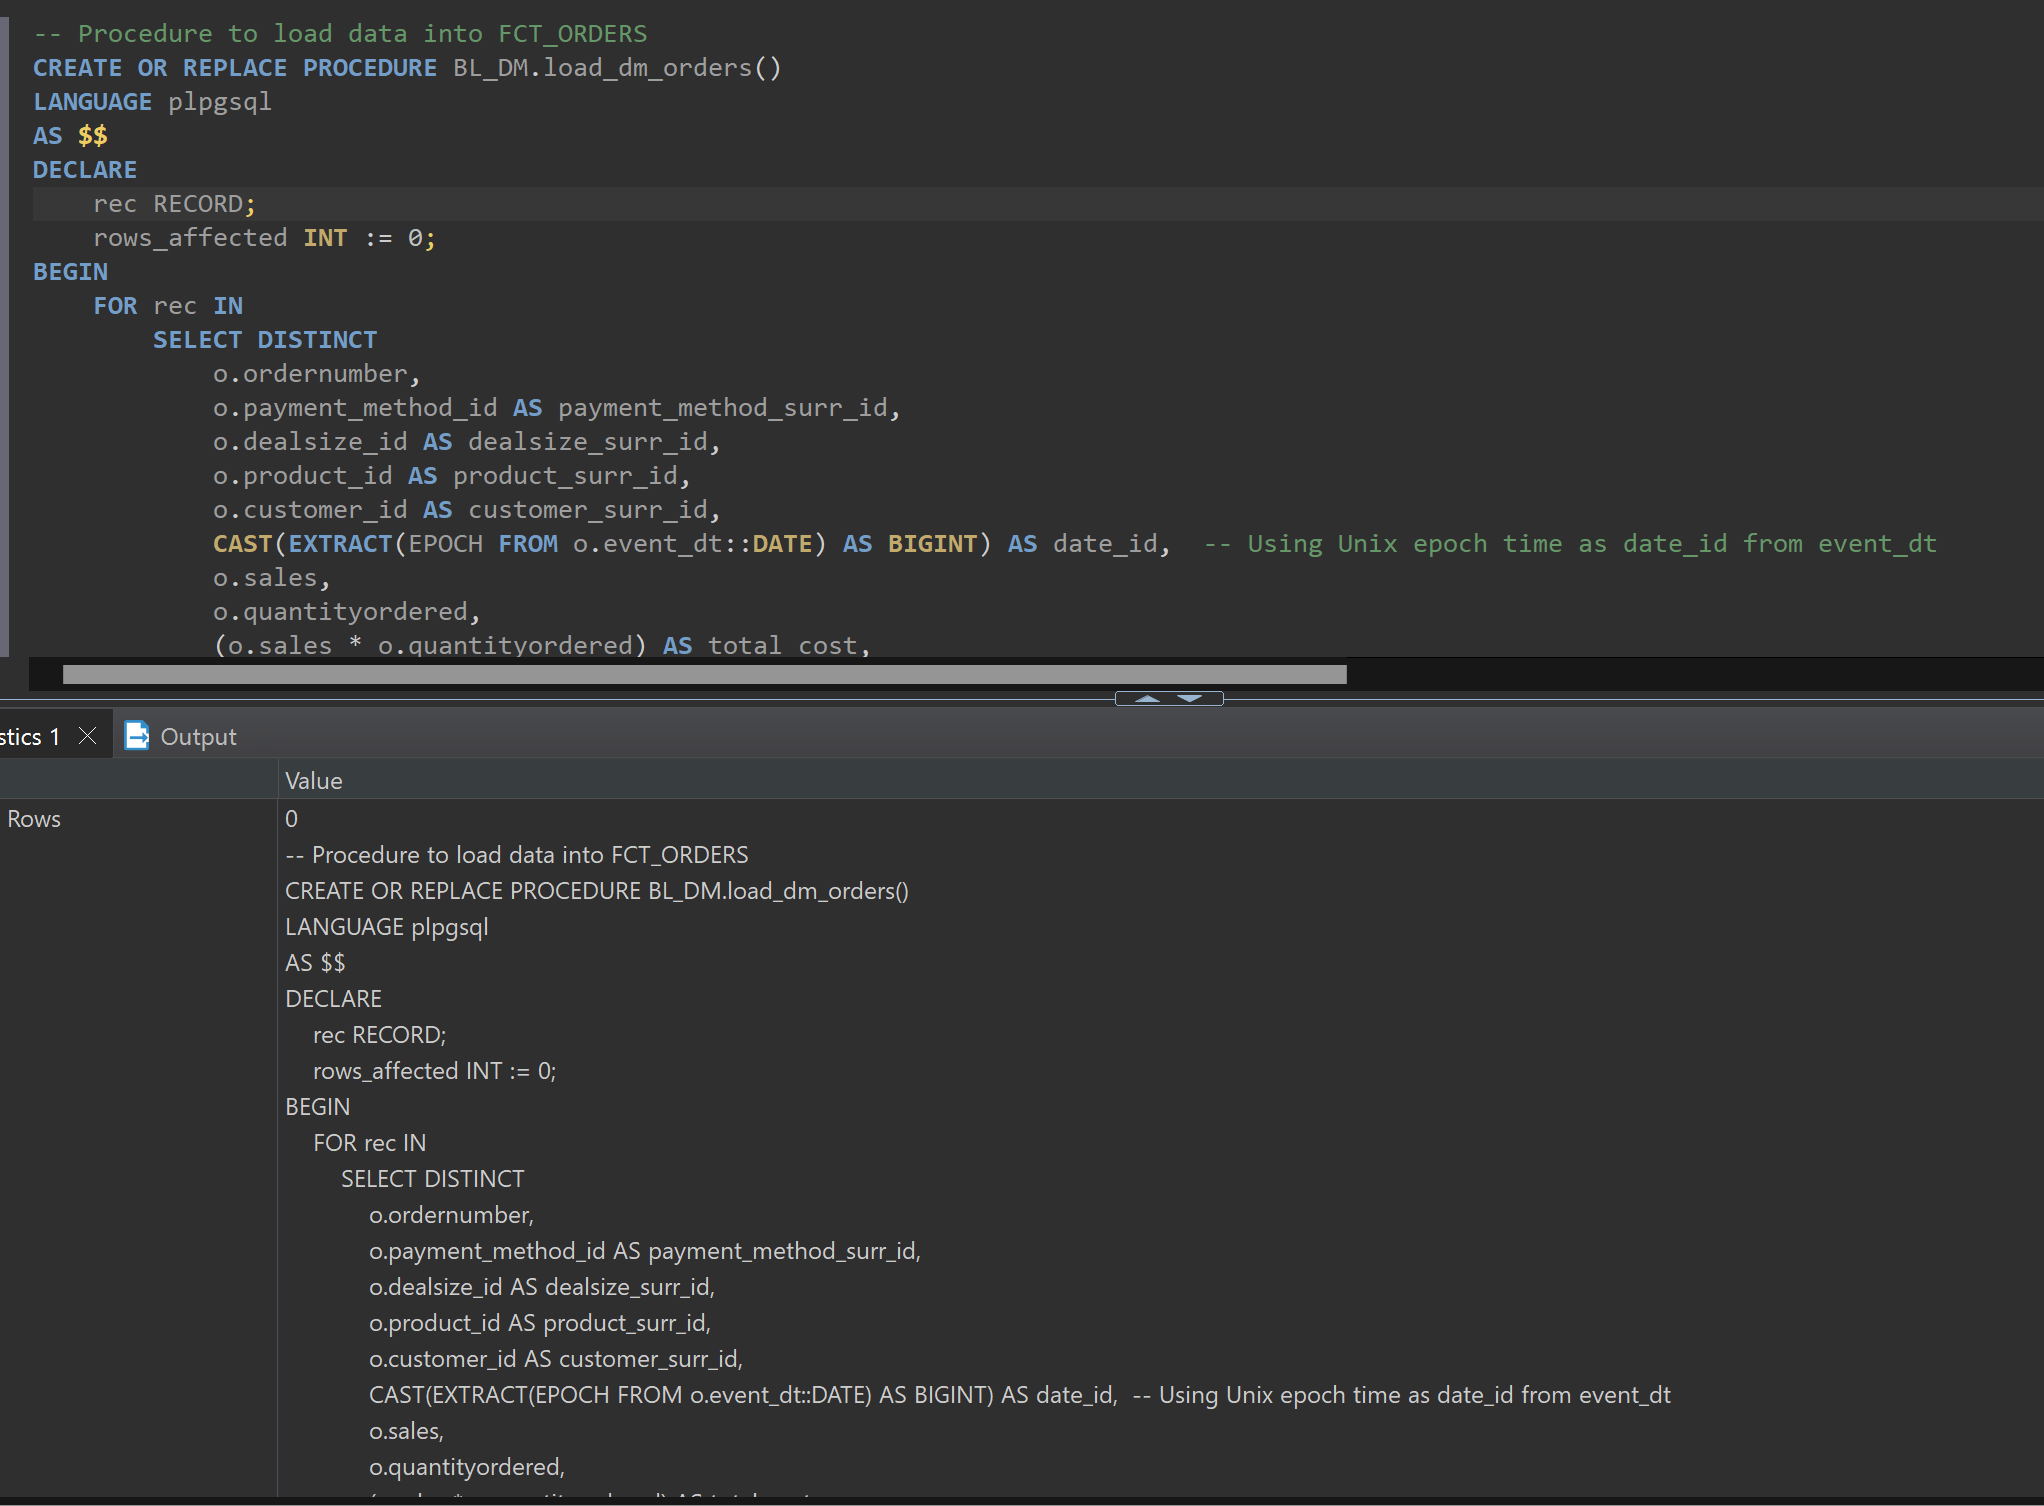 -- Procedure to load data into FCT_ORDERS
CREATE OR REPLACE PROCEDURE BL_DM.load_dm_orders()
LANGUAGE plpgsql
AS $$
DECLARE
    rec RECORD;
    rows_affected INT := 0;
BEGIN
    FOR rec IN
        SELECT DISTINCT
            o.ordernumber,
            o.payment_method_id AS payment_method_surr_id,
            o.dealsize_id AS dealsize_surr_id,
            o.product_id AS product_surr_id,
            o.customer_id AS customer_surr_id,
            CAST(EXTRACT(EPOCH FROM o.event_dt::DATE) AS BIGINT) AS date_id,  -- Using Unix epoch time as date_id from event_dt
            o.sales,
            o.quantityordered,
            (o.sales * o.quantityordered) AS total_cost,
stics 1 Output
Value
Rows 0
-- Procedure to load data into FCT_ORDERS
CREATE OR REPLACE PROCEDURE BL_DM.load_dm_orders()
LANGUAGE plpgsql
AS $$
DECLARE
    rec RECORD;
    rows_affected INT := 0;
BEGIN
    FOR rec IN
        SELECT DISTINCT
            o.ordernumber,
            o.payment_method_id AS payment_method_surr_id,
            o.dealsize_id AS dealsize_surr_id,
            o.product_id AS product_surr_id,
            o.customer_id AS customer_surr_id,
            CAST(EXTRACT(EPOCH FROM o.event_dt::DATE) AS BIGINT) AS date_id,  -- Using Unix epoch time as date_id from event_dt
            o.sales,
            o.quantityordered,